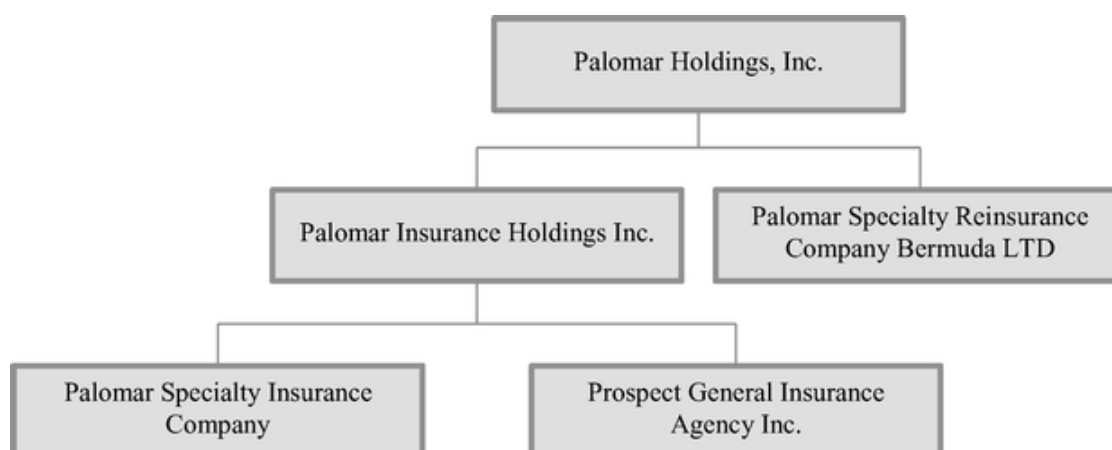 Palomar Holdings, Inc.
Palomar Insurance Holdings Inc.
Palomar Specialty Reinsurance
Company Bermuda LTD
Palomar Specialty Insurance
Company
Prospect General Insurance
Agency Inc.